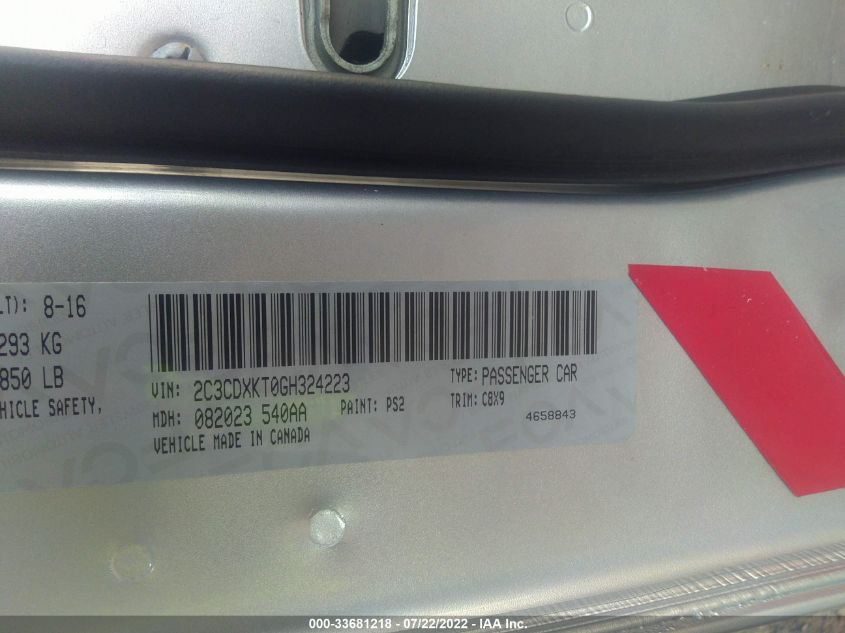 LT): 8-16
293 KG
850 LB
HICLE SAFETY,
VIN: 2C3CDXKT0GH324223
TYPE: PASSENGER CAR
MDH: 082023 540AA
PAINT: PS2
TRIM: C8X9
4658843
VEHICLE MADE IN CANADA
000-33681218 - 07/22/2022 - IAA Inc.